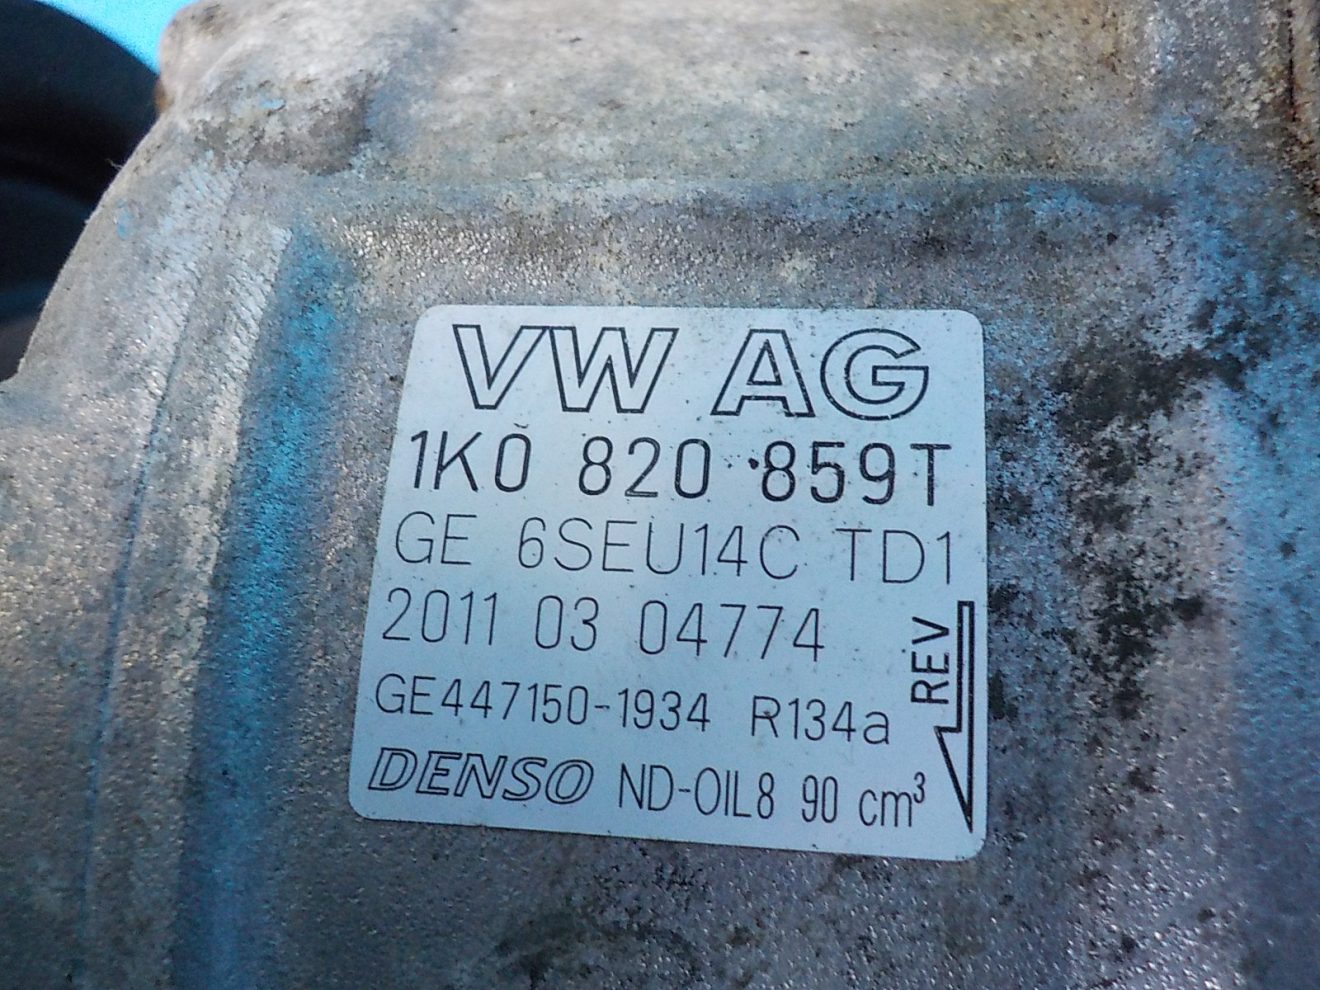 VW AG
1K0 820 859T
GE 6SEU14C TD1
2011 03 04774
GE447150-1934 R134a
REV
DENSO ND-OIL8 90 cm³